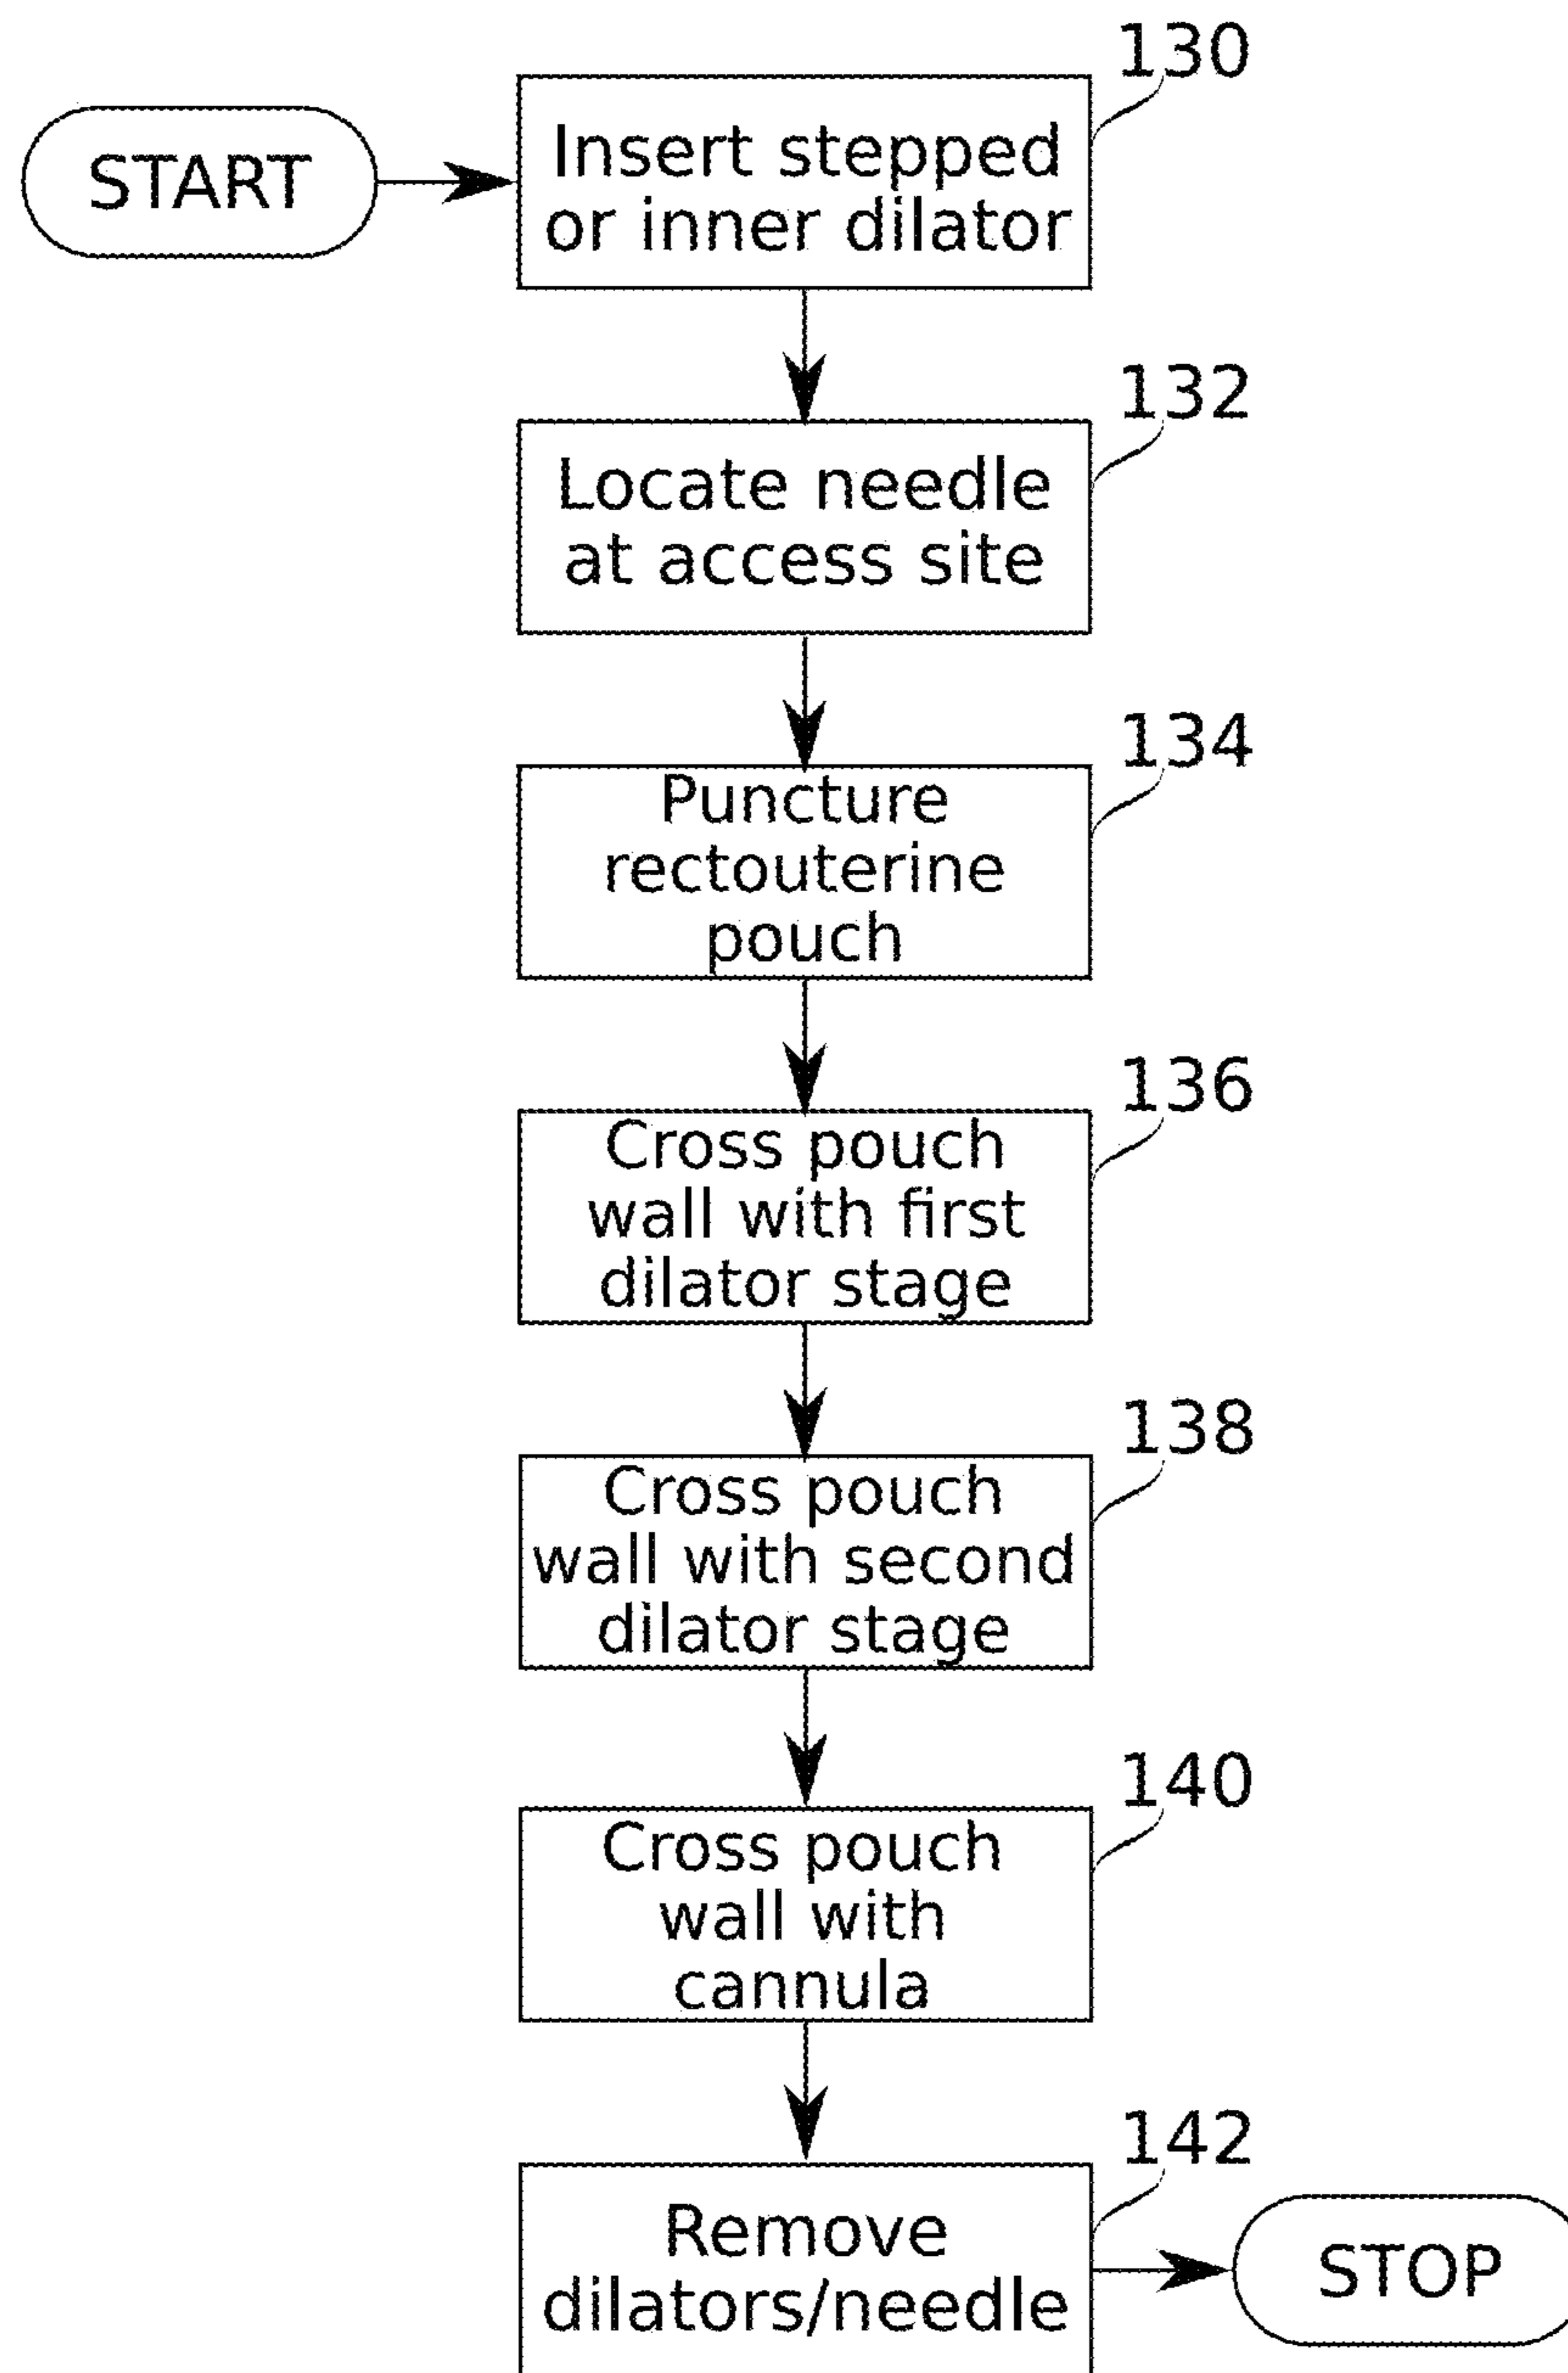 130
START
Insert stepped
or inner dilator
132
Locate needle
at access site
134
Puncture
rectouterine
pouch
136
Cross pouch
wall with first
dilator stage
138
Cross pouch
wall with second
dilator stage
140
Cross pouch
wall with
cannula
142
Remove
dilators/needle
STOP